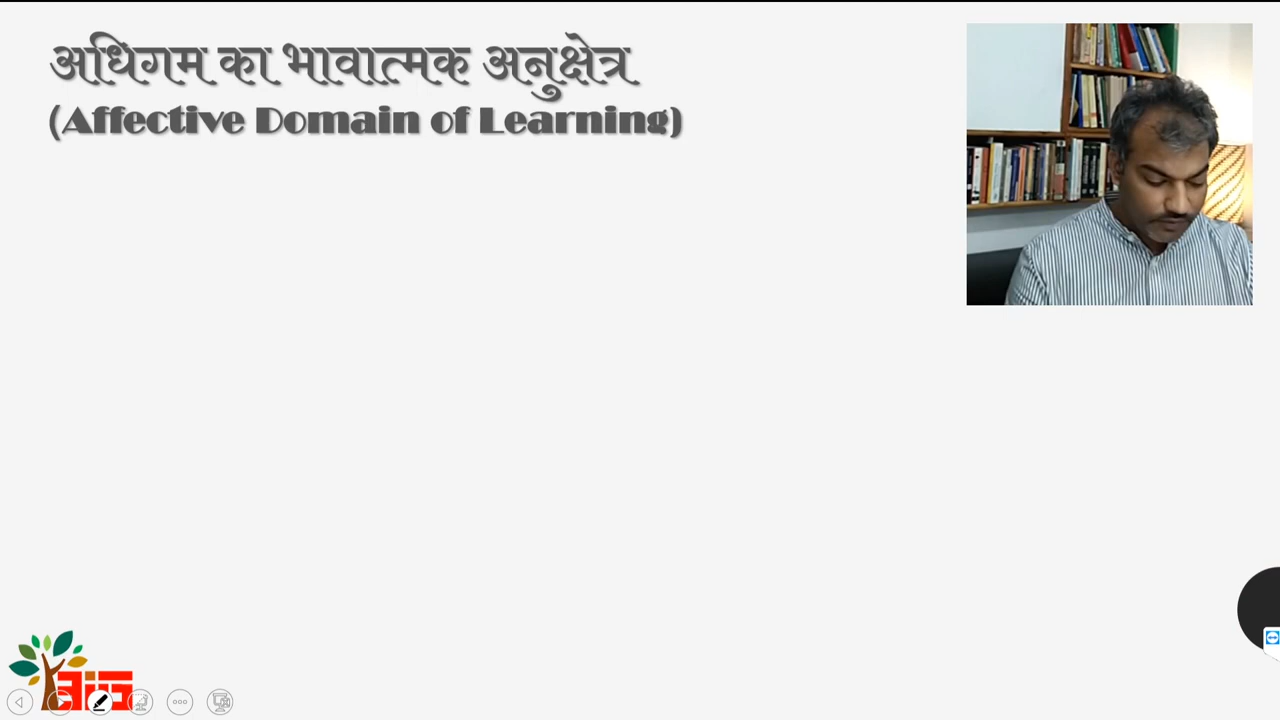 अधिगम का भावात्मक अनुक्षेत्र
(Affective Domain of Learning)